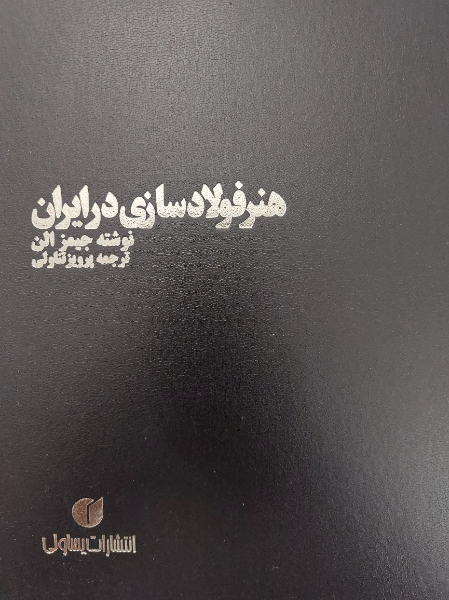 هنر فولادسازی در ایران
نوشته جیمز الن
ترجمه پرویز تناولی
انتشارات یساولی